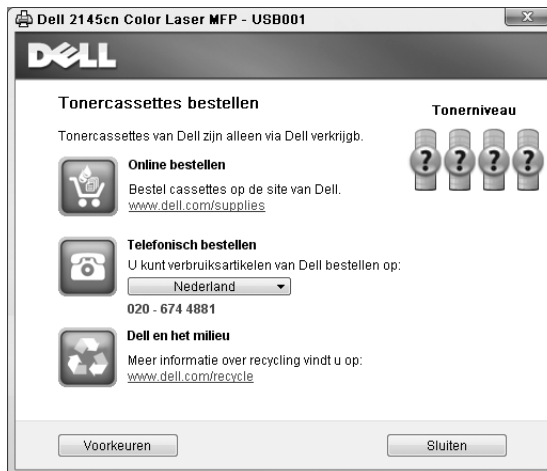 Dell 2145cn Color Laser MFP - USB001
DELL
Tonercassettes bestellen
Tonerniveau
Tonercassettes van Dell zijn alleen via Dell verkrijgb.
? ? ? ?
Online bestellen
Bestel cassettes op de site van Dell.
www.dell.com/supplies
Telefonisch bestellen
U kunt verbruiksartikelen van Dell bestellen op:
Nederland
020 - 674 4881
Dell en het milieu
Meer informatie over recycling vindt u op:
www.dell.com/recycle
Voorkeuren
Sluiten